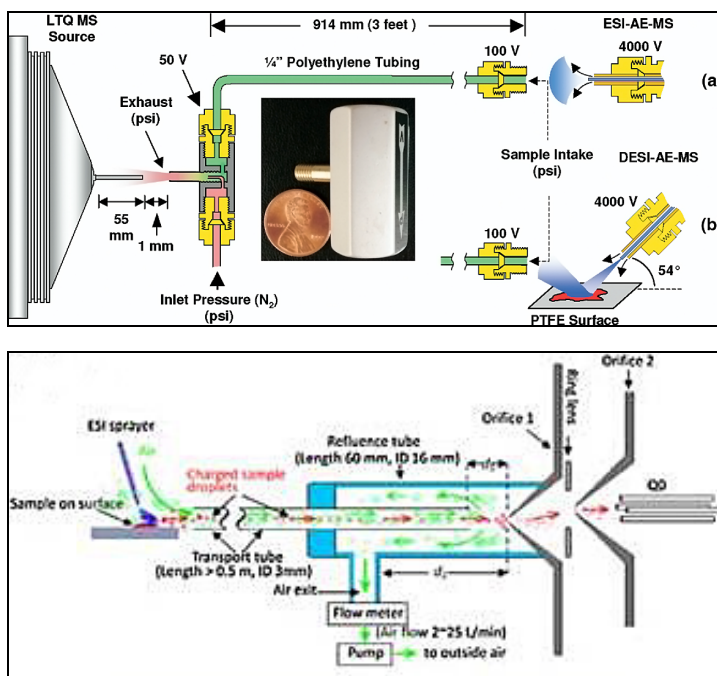 LTQ MS
Source
914 mm (3 feet )
ESI-AE-MS
50 V
¼” Polyethylene Tubing
100 V
4000 V
(a
Exhaust
(psi)
Sample Intake
(psi)
DESI-AE-MS
4000 V
(b)
55
mm
1 mm
100 V
54°
Inlet Pressure (N₂)
(psi)
PTFE Surface
Orifice 2
Ring lens
Orifice 1
ESI sprayer
Air
Refluence tube
(Length 60 mm, ID 16 mm)
Charged sample
droplets
Q0
Sample on surface
Transport tube
(Length > 0.5 m, ID 3mm)
Air exit
Flow meter
(Air flow 2~25 L/min)
Pump
to outside air